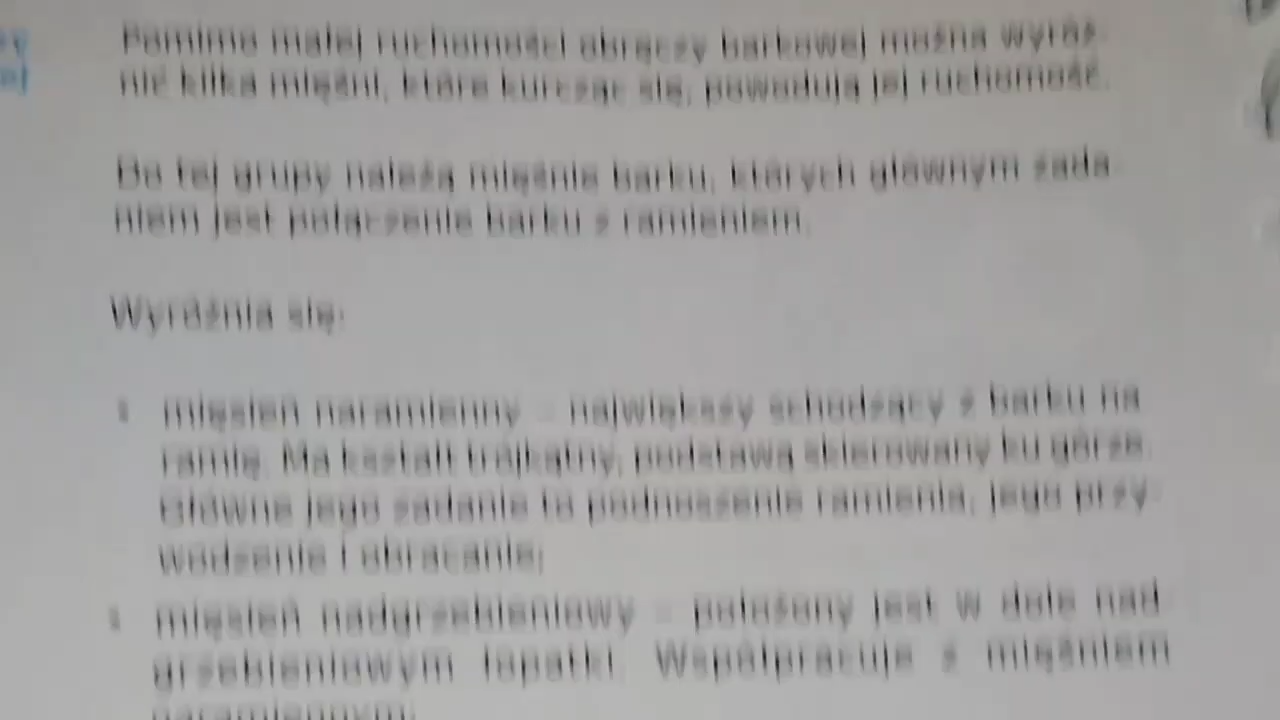 Pomimo małej ruchomości obręczy barkowej można wyróż-
nić kilka mięśni, które kurcząc się, powodują jej ruchomość.
Do tej grupy należą mięśnie barku, których głównym zada-
niem jest połączenie barku z ramieniem.
Wyróżnia się:
mięsień naramienny – największy schodzący z barku na
ramię. Ma kształt trójkątny, podstawą skierowany ku górze.
Główne jego zadanie to podnoszenie ramienia, jego przy-
wodzenie i obracanie;
mięsień nadgrzebieniowy – położony jest w dole nad-
grzebieniowym łopatki. Współpracuje z mięśniem
naramiennym;